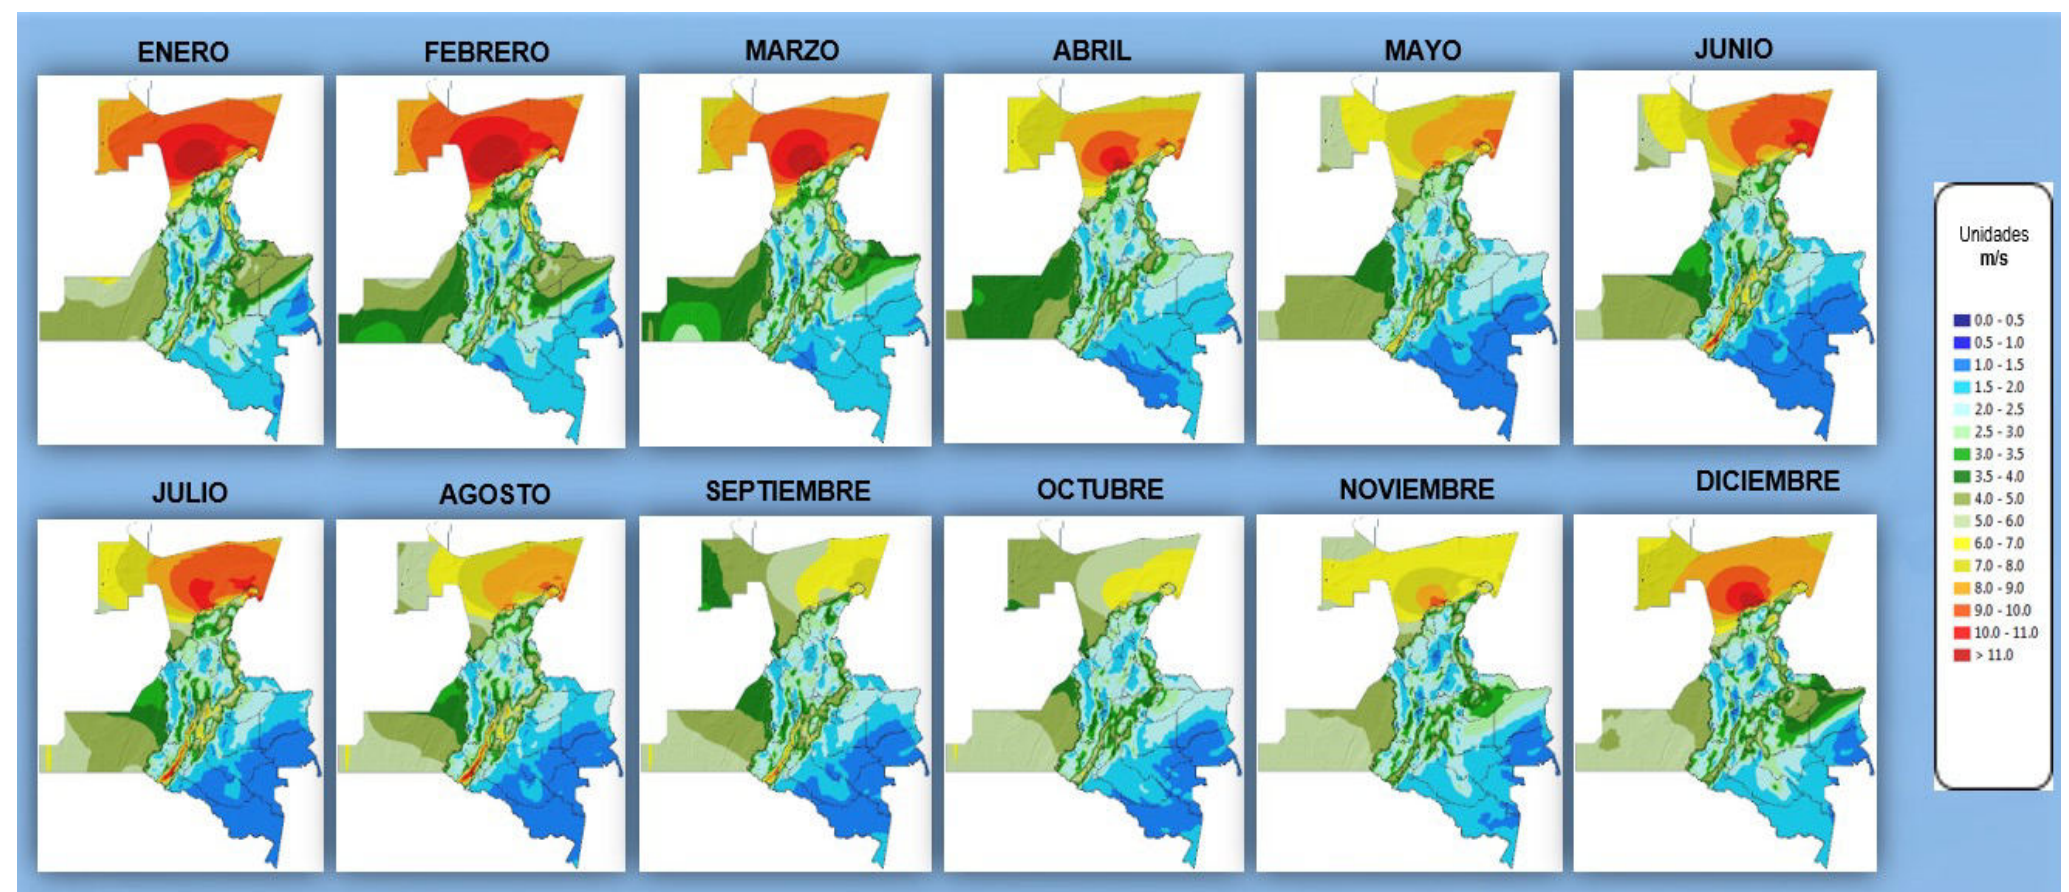 ENERO
FEBRERO
MARZO
ABRIL
MAYO
JUNIO
JULIO
AGOSTO
SEPTIEMBRE
OCTUBRE
NOVIEMBRE
DICIEMBRE
Unidades
m/s
0.0 - 0.5
0.5 - 1.0
1.0 - 1.5
1.5 - 2.0
2.0 - 2.5
2.5 - 3.0
3.0 - 3.5
3.5 - 4.0
4.0 - 5.0
5.0 - 6.0
6.0 - 7.0
7.0 - 8.0
8.0 - 9.0
9.0 - 10.0
10.0 - 11.0
> 11.0